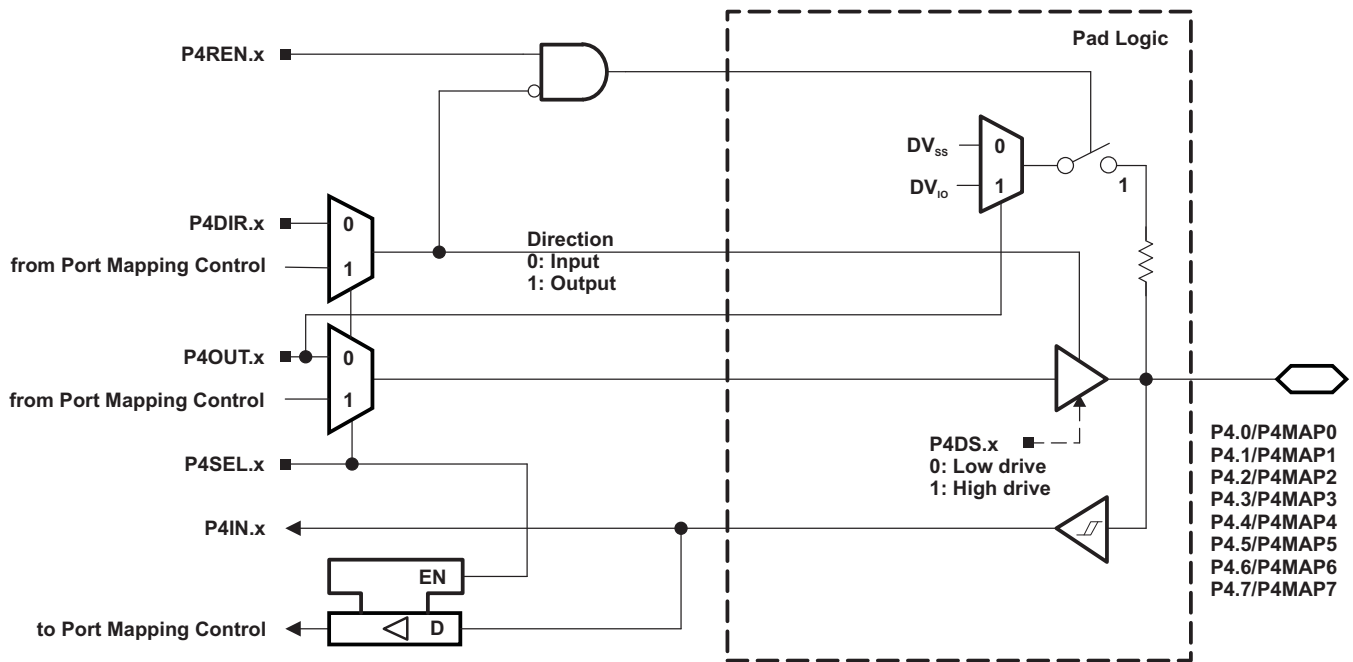 Pad Logic
P4REN.x
DVSS
0
DVIO
1
1
P4DIR.x
0
from Port Mapping Control
1
Direction
0: Input
1: Output
P4OUT.x
0
from Port Mapping Control
1
P4DS.x
0: Low drive
1: High drive
P4SEL.x
P4.0/P4MAP0
P4.1/P4MAP1
P4.2/P4MAP2
P4.3/P4MAP3
P4.4/P4MAP4
P4.5/P4MAP5
P4.6/P4MAP6
P4.7/P4MAP7
P4IN.x
EN
to Port Mapping Control
D